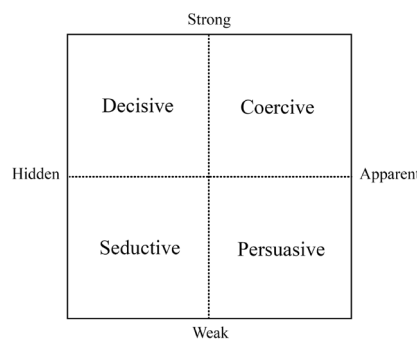 Strong
Decisive
Coercive
Hidden
Apparent
Seductive
Persuasive
Weak